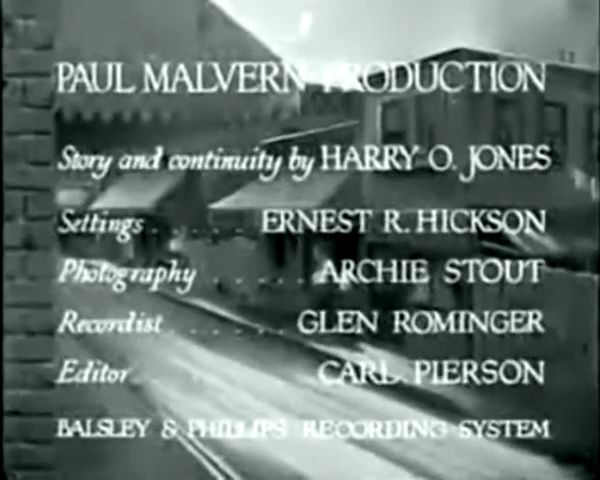 PAUL MALVERN PRODUCTION
Story and continuity by HARRY O. JONES
Settings ...... ERNEST R. HICKSON
Photography ...... ARCHIE STOUT
Recordist ...... GLEN ROMINGER
Editor CARL PIERSON
BALSLEY & PHILLIPS RECORDING SYSTEM